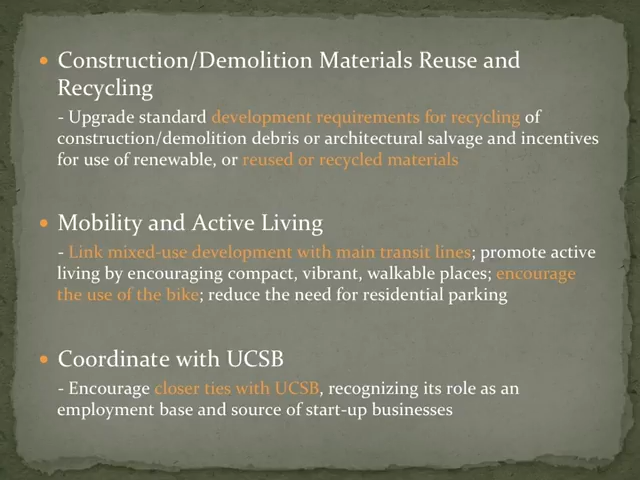 • Construction/Demolition Materials Reuse and
Recycling
- Upgrade standard development requirements for recycling of
construction/demolition debris or architectural salvage and incentives
for use of renewable, or reused or recycled materials
• Mobility and Active Living
- Link mixed-use development with main transit lines; promote active
living by encouraging compact, vibrant, walkable places; encourage
the use of the bike; reduce the need for residential parking
• Coordinate with UCSB
- Encourage closer ties with UCSB, recognizing its role as an
employment base and source of start-up businesses